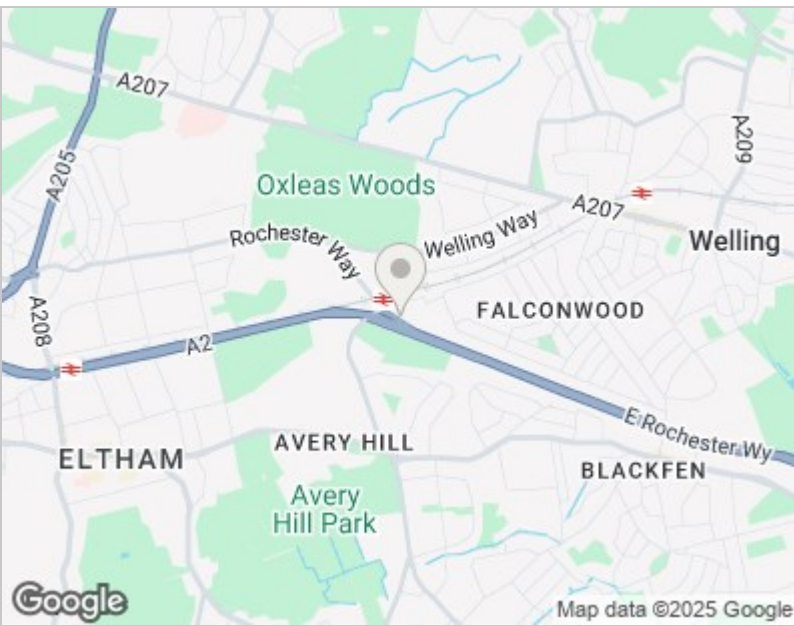 A207
A205
Oxleas Woods
A209
A207
Rochester Way
Welling Way
Welling
A208
FALCONWOOD
A2
E Rochester Wy
ELTHAM
AVERY HILL
BLACKFEN
Avery
Hill Park
Google
Map data ©2025 Google